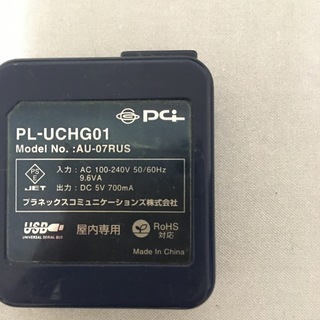 PCi
PL-UCHG01
Model No. :AU-07RUS
PS
E
JET
入力 : AC 100-240V 50/60Hz
9.6VA
出力 : DC 5V 700mA
プラネックスコミュニケーションズ株式会社
USB
UNIVERSAL SERIAL BUS
屋内専用
RoHS
対応
Made In China